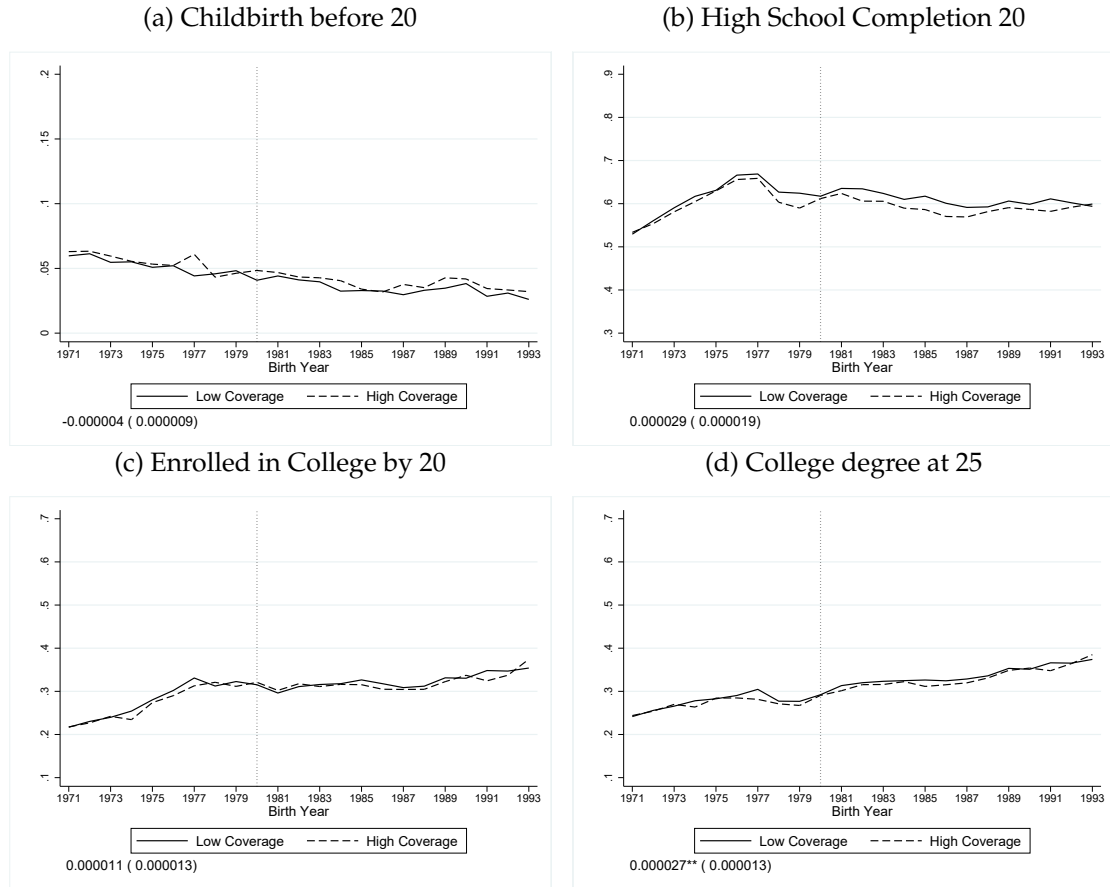 (a) Childbirth before 20
(b) High School Completion 20
.2
.15
.1
.05
0
1971 1973 1975 1977 1979 1981 1983 1985 1987 1989 1991 1993
Birth Year
Low Coverage High Coverage
-0.000004 ( 0.000009)
.9
.8
.7
.6
.5
.4
.3
1971 1973 1975 1977 1979 1981 1983 1985 1987 1989 1991 1993
Birth Year
Low Coverage High Coverage
0.000029 ( 0.000019)
(c) Enrolled in College by 20
(d) College degree at 25
.7
.6
.5
.4
.3
.2
.1
1971 1973 1975 1977 1979 1981 1983 1985 1987 1989 1991 1993
Birth Year
Low Coverage High Coverage
0.000011 ( 0.000013)
.7
.6
.5
.4
.3
.2
.1
1971 1973 1975 1977 1979 1981 1983 1985 1987 1989 1991 1993
Birth Year
Low Coverage High Coverage
0.000027** ( 0.000013)